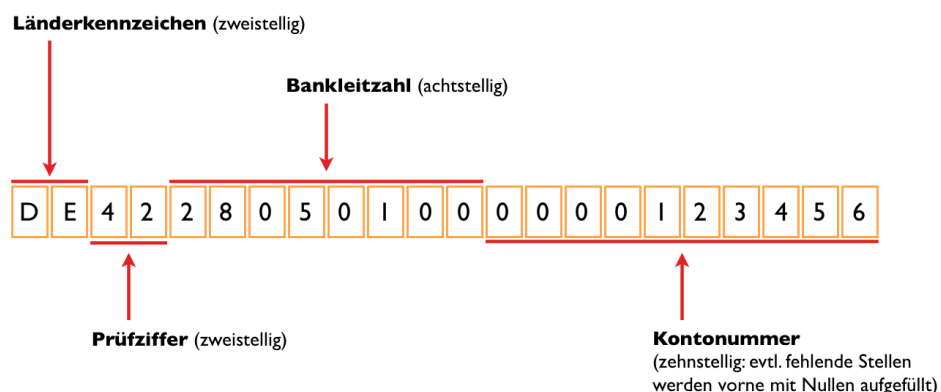 Länderkennzeichen (zweistellig)
Bankleitzahl (achtstellig)
D E 4 2 2 8 0 5 0 1 0 0 0 0 0 0 1 2 3 4 5 6
Prüfziffer (zweistellig)
Kontonummer
(zehnstellig: evtl. fehlende Stellen
werden vorne mit Nullen aufgefüllt)